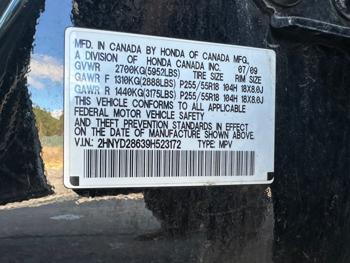 MFD. IN CANADA BY HONDA OF CANADA MFG.,
A DIVISION OF HONDA CANADA INC. 07/09
GVWR 2700KG(5952LBS) TIRE SIZE RIM SIZE
GAWR F 1310KG(2888LBS) P255/55R18 104H 18X8.0J
GAWR R 1440KG(3175LBS) P255/55R18 104H 18X8.0J
THIS VEHICLE CONFORMS TO ALL APPLICABLE
FEDERAL MOTOR VEHICLE SAFETY
AND THEFT PREVENTION STANDARDS IN EFFECT
ON THE DATE OF MANUFACTURE SHOWN ABOVE.
V.I.N.: 2HNYD28639H523172 TYPE: MPV